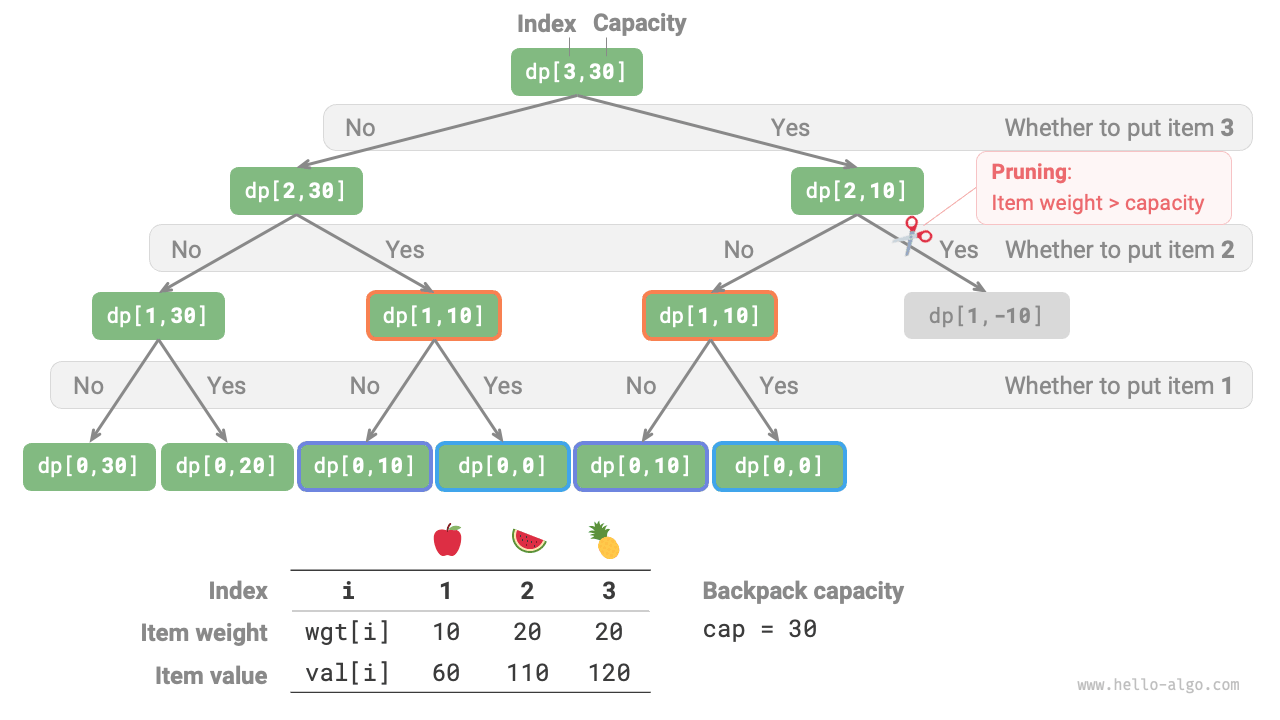 Index Capacity
dp[3,30]
No Yes Whether to put item 3
Pruning:
Item weight > capacity
dp[2,30] dp[2,10]
No Yes No Yes Whether to put item 2
dp[1,30] dp[1,10] dp[1,10] dp[1,-10]
No Yes No Yes No Yes Whether to put item 1
dp[0,30] dp[0,20] dp[0,10] dp[0,0] dp[0,10] dp[0,0]
Index i 1 2 3
Item weight wgt[i] 10 20 20
Item value val[i] 60 110 120
Backpack capacity
cap = 30
www.hello-algo.com